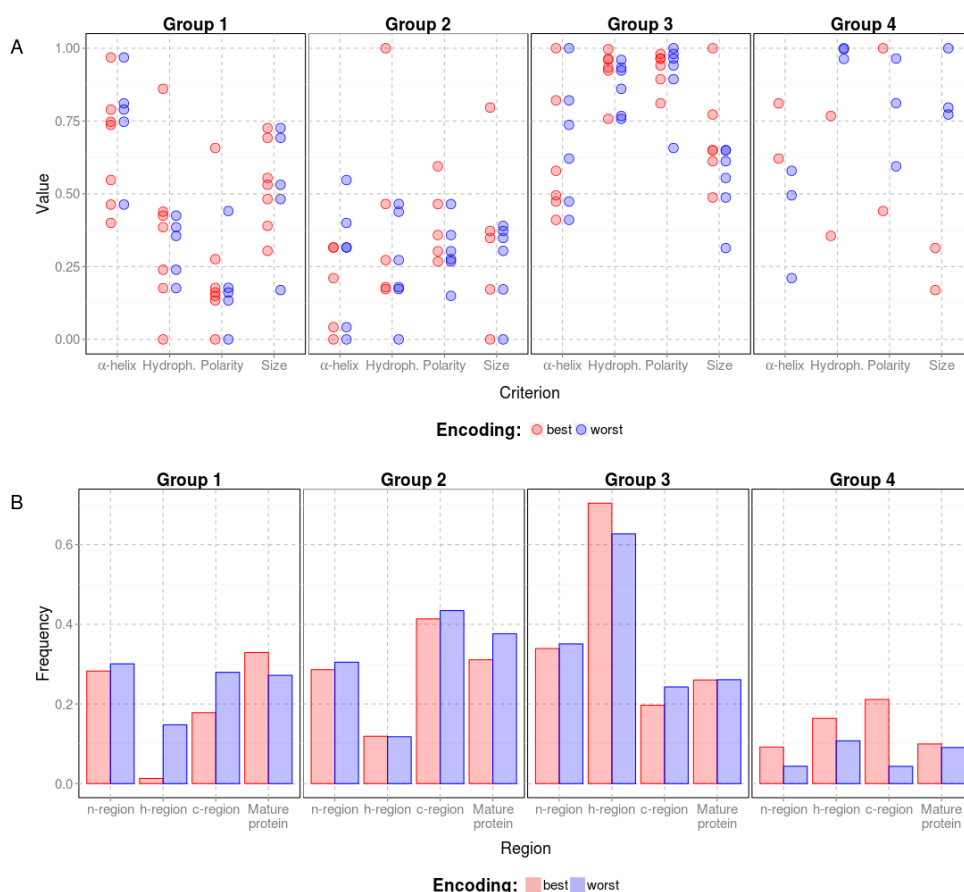 Group 1 Group 2 Group 3 Group 4
A
1.00
0.75
0.50
0.25
0.00
Value
α-helix Hydroph. Polarity Size α-helix Hydroph. Polarity Size α-helix Hydroph. Polarity Size α-helix Hydroph. Polarity Size
Criterion
Encoding: best worst
Group 1 Group 2 Group 3 Group 4
B
0.6
0.4
0.2
0.0
Frequency
n-region h-region c-region Mature n-region h-region c-region Mature n-region h-region c-region Mature n-region h-region c-region Mature
protein protein protein protein
Region
Encoding: best worst